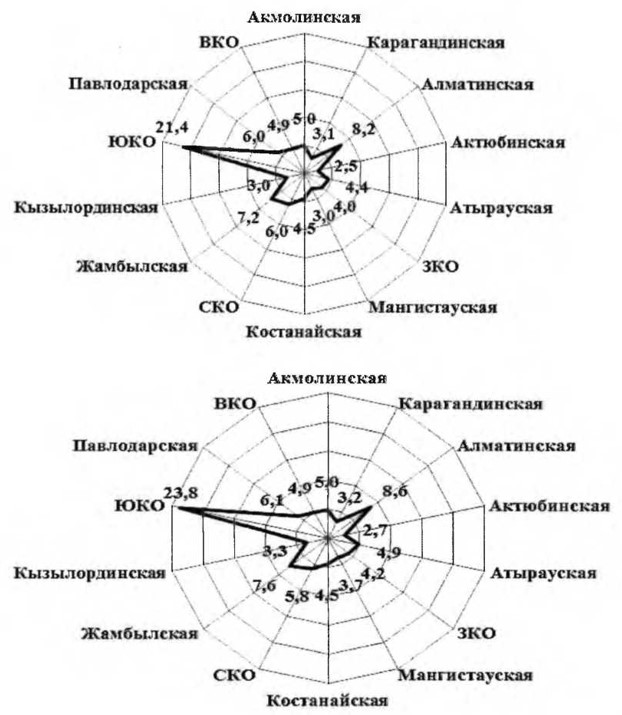 Акмолинская
ВКО Карагандинская
Павлодарская Алматинская
21,4 6,0 4,9 5,0 3,1 8,2
ЮКО Актюбинская
2,5
3,0 4,4
Кызылординская Атырауская
7,2 6,0 4,5 3,0 4,0
Жамбылская ЗКО
СКО Мангистауская
Костанайская
Акмолинская
ВКО Карагандинская
Павлодарская Алматинская
23,8 6,1 4,9 5,0 3,2 8,6
ЮКО Актюбинская
2,7
3,3 4,9
Кызылординская Атырауская
7,6 5,8 4,5 3,7 4,2
Жамбылская ЗКО
СКО Мангистауская
Костанайская